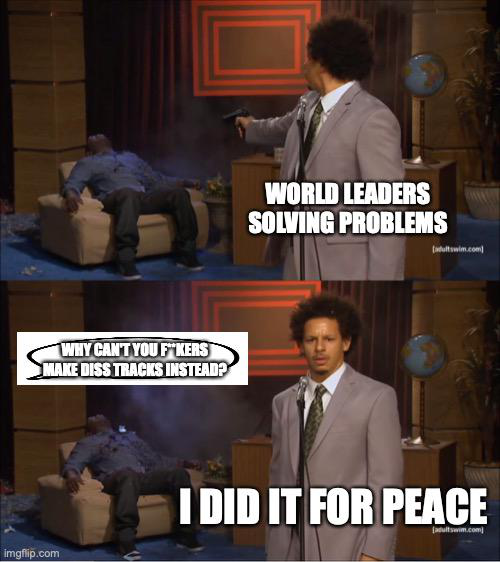 WORLD LEADERS
SOLVING PROBLEMS
[adultswim.com]
WHY CAN'T YOU F**KERS
MAKE DISS TRACKS INSTEAD?
I DID IT FOR PEACE
[adultswim.com]
imgflip.com